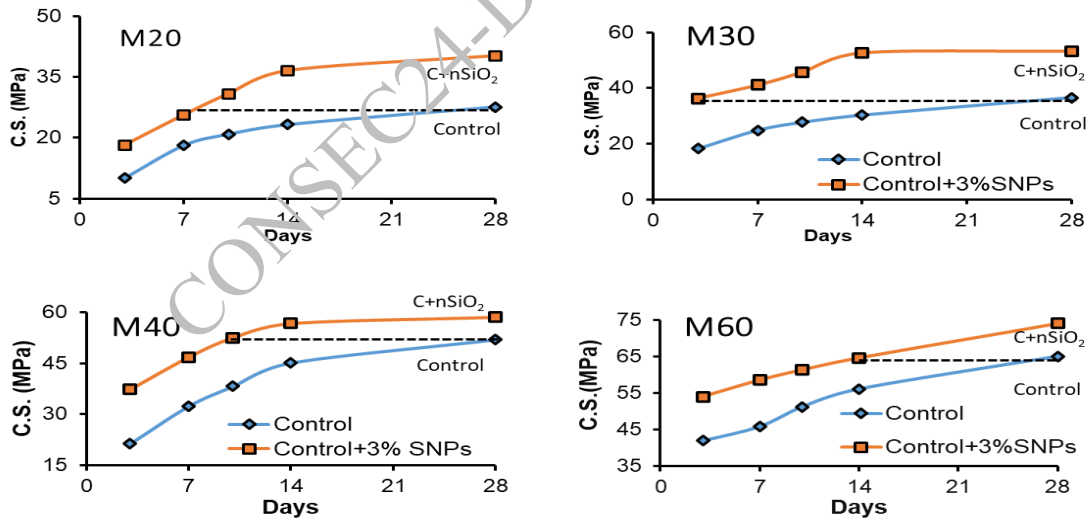 M20
C.S. (MPa)
50
35
20
5
0
7
14
21
28
Days
C+nSiO₂
Control
M30
C.S. (MPa)
60
40
20
0
0
7
14
21
28
Days
C+nSiO₂
Control
Control
Control+3%SNPs
M40
C.S. (MPa)
60
45
30
15
0
7
14
21
28
Days
C+nSiO₂
Control
Control
Control+3% SNPs
M60
C.S.(MPa)
75
65
55
45
35
0
7
14
21
28
Days
C+nSiO₂
Control
Control
Control+3%SNPs
CONSEC24-D